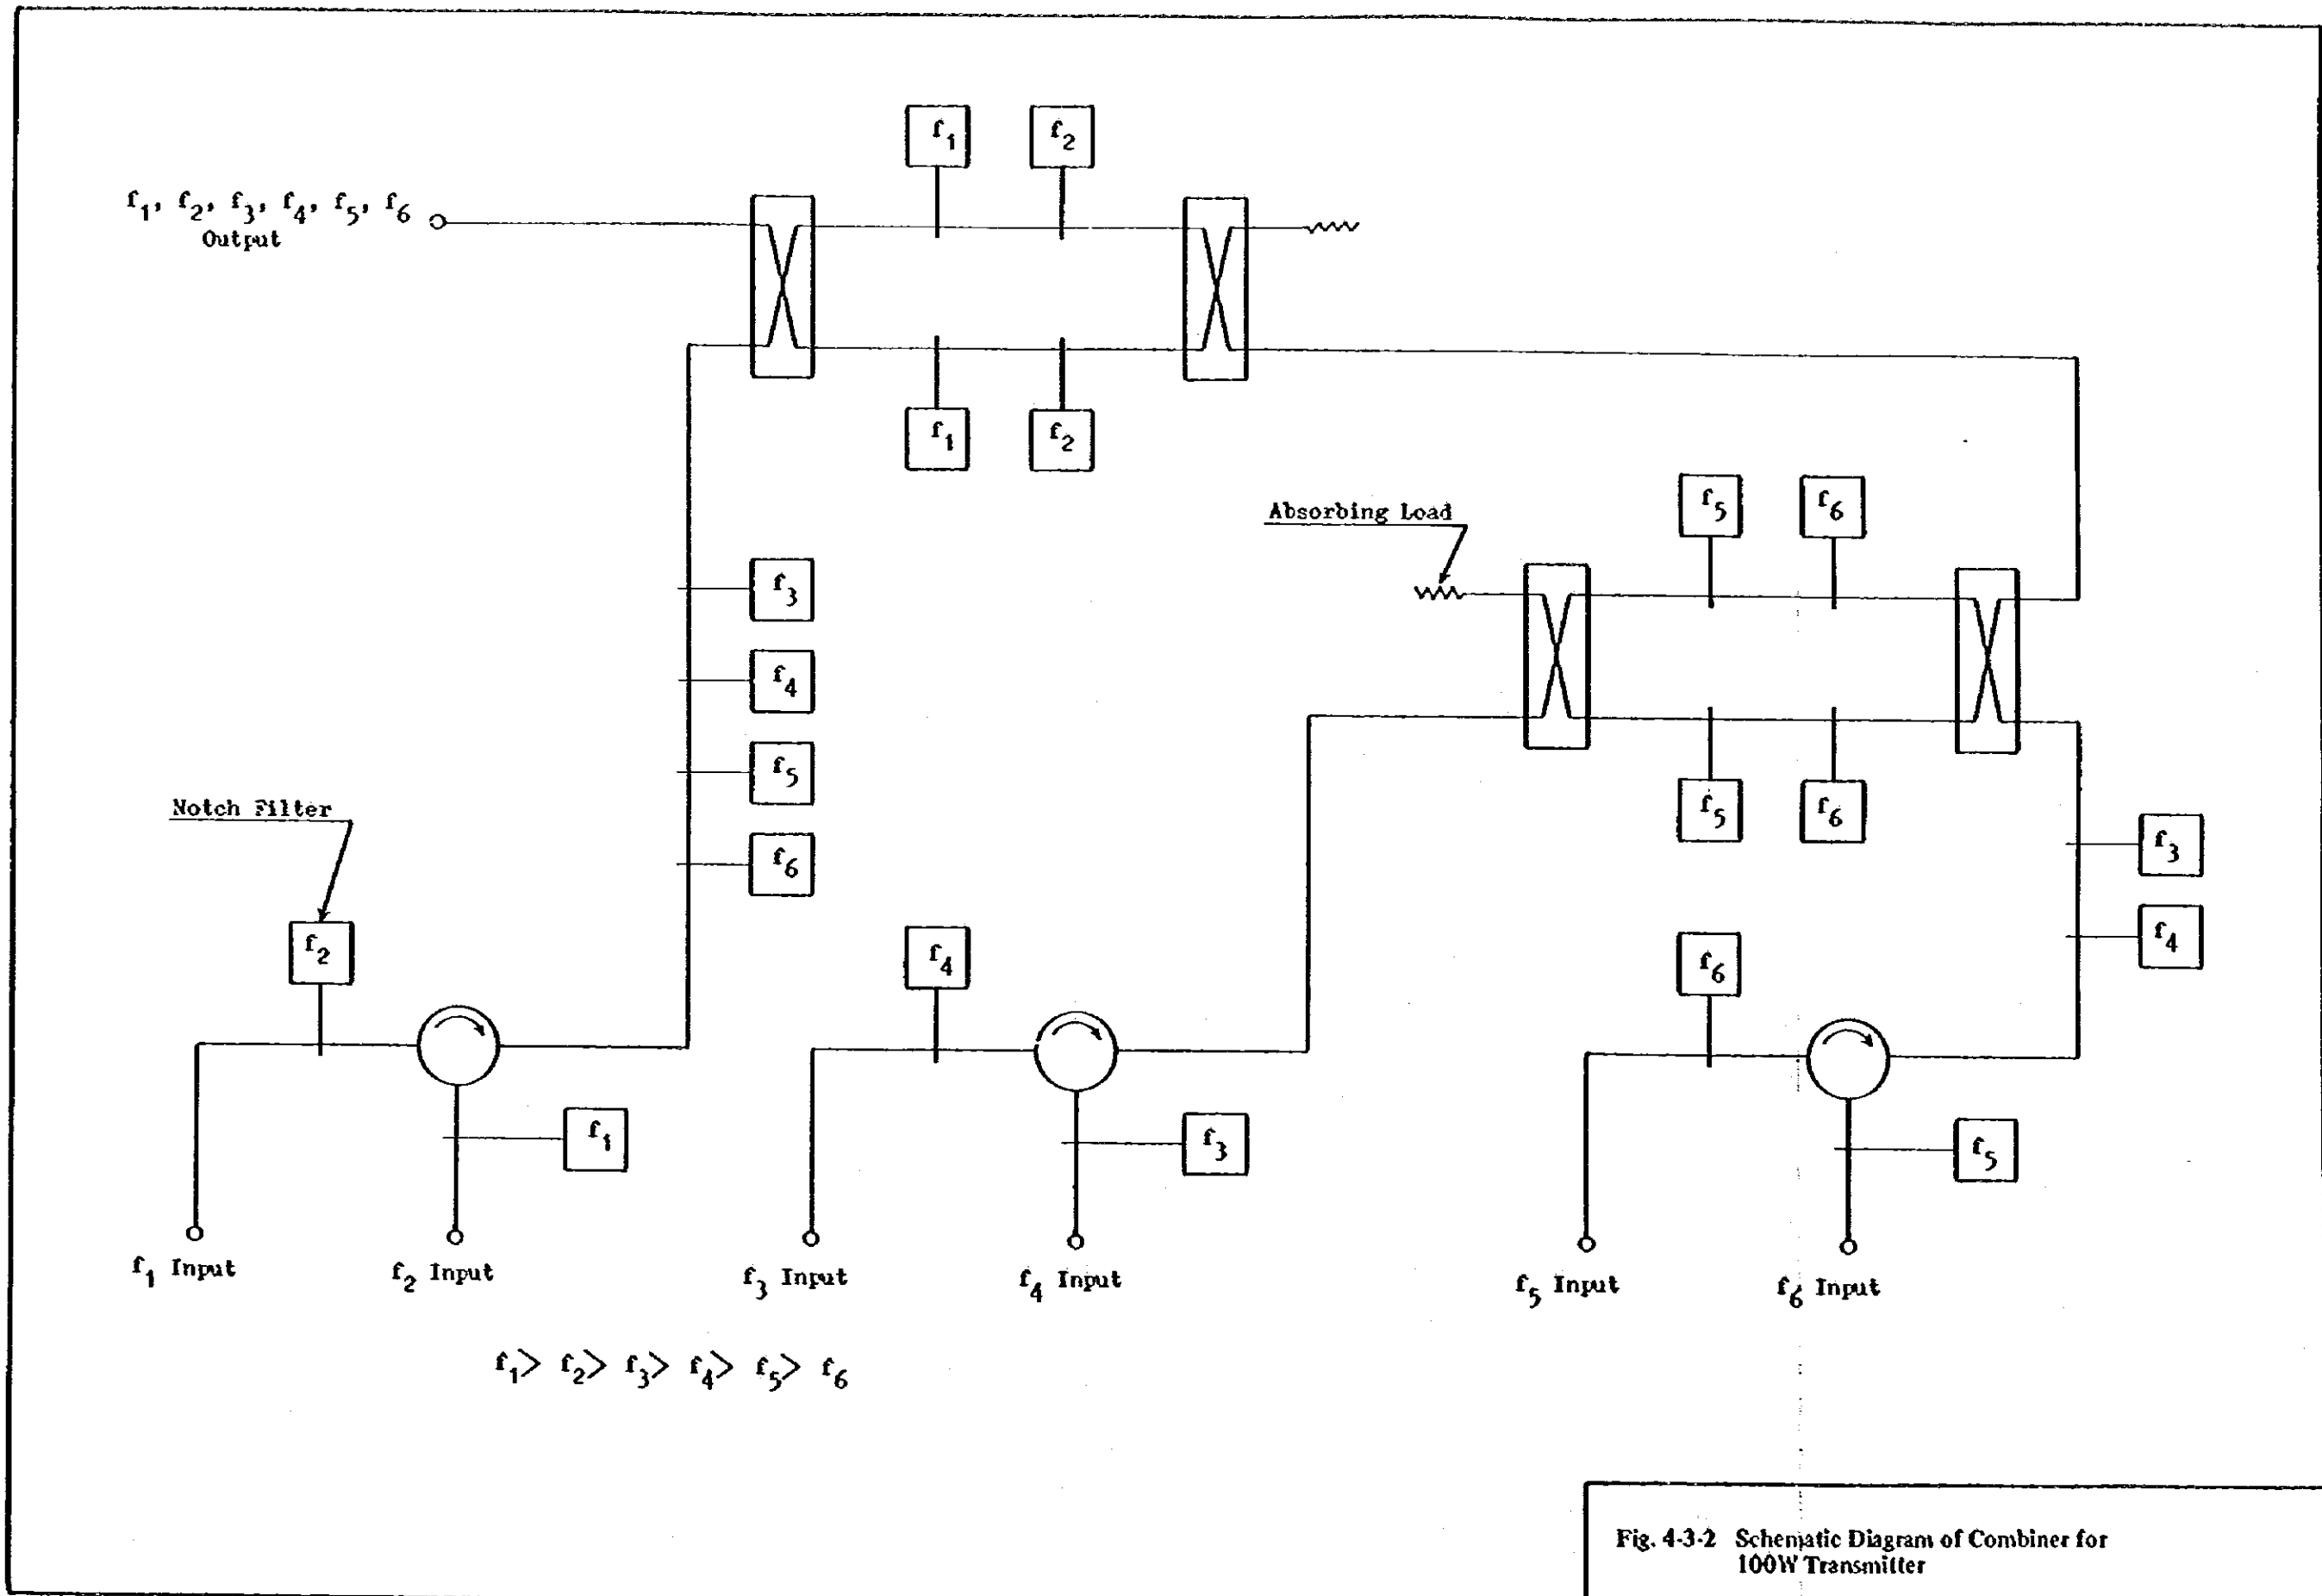 f1 f2
f1, f2, f3, f4, f5, f6
Output
f1 f2
Absorbing Load
f5 f6
f3
f4
f5
f6
f5 f6
f3
f4
Notch Filter
f2
f4
f6
f1
f3
f5
f1 Input
f2 Input
f3 Input
f4 Input
f5 Input
f6 Input
f1> f2> f3> f4> f5> f6
Fig. 4-3-2 Schematic Diagram of Combiner for
100W Transmitter